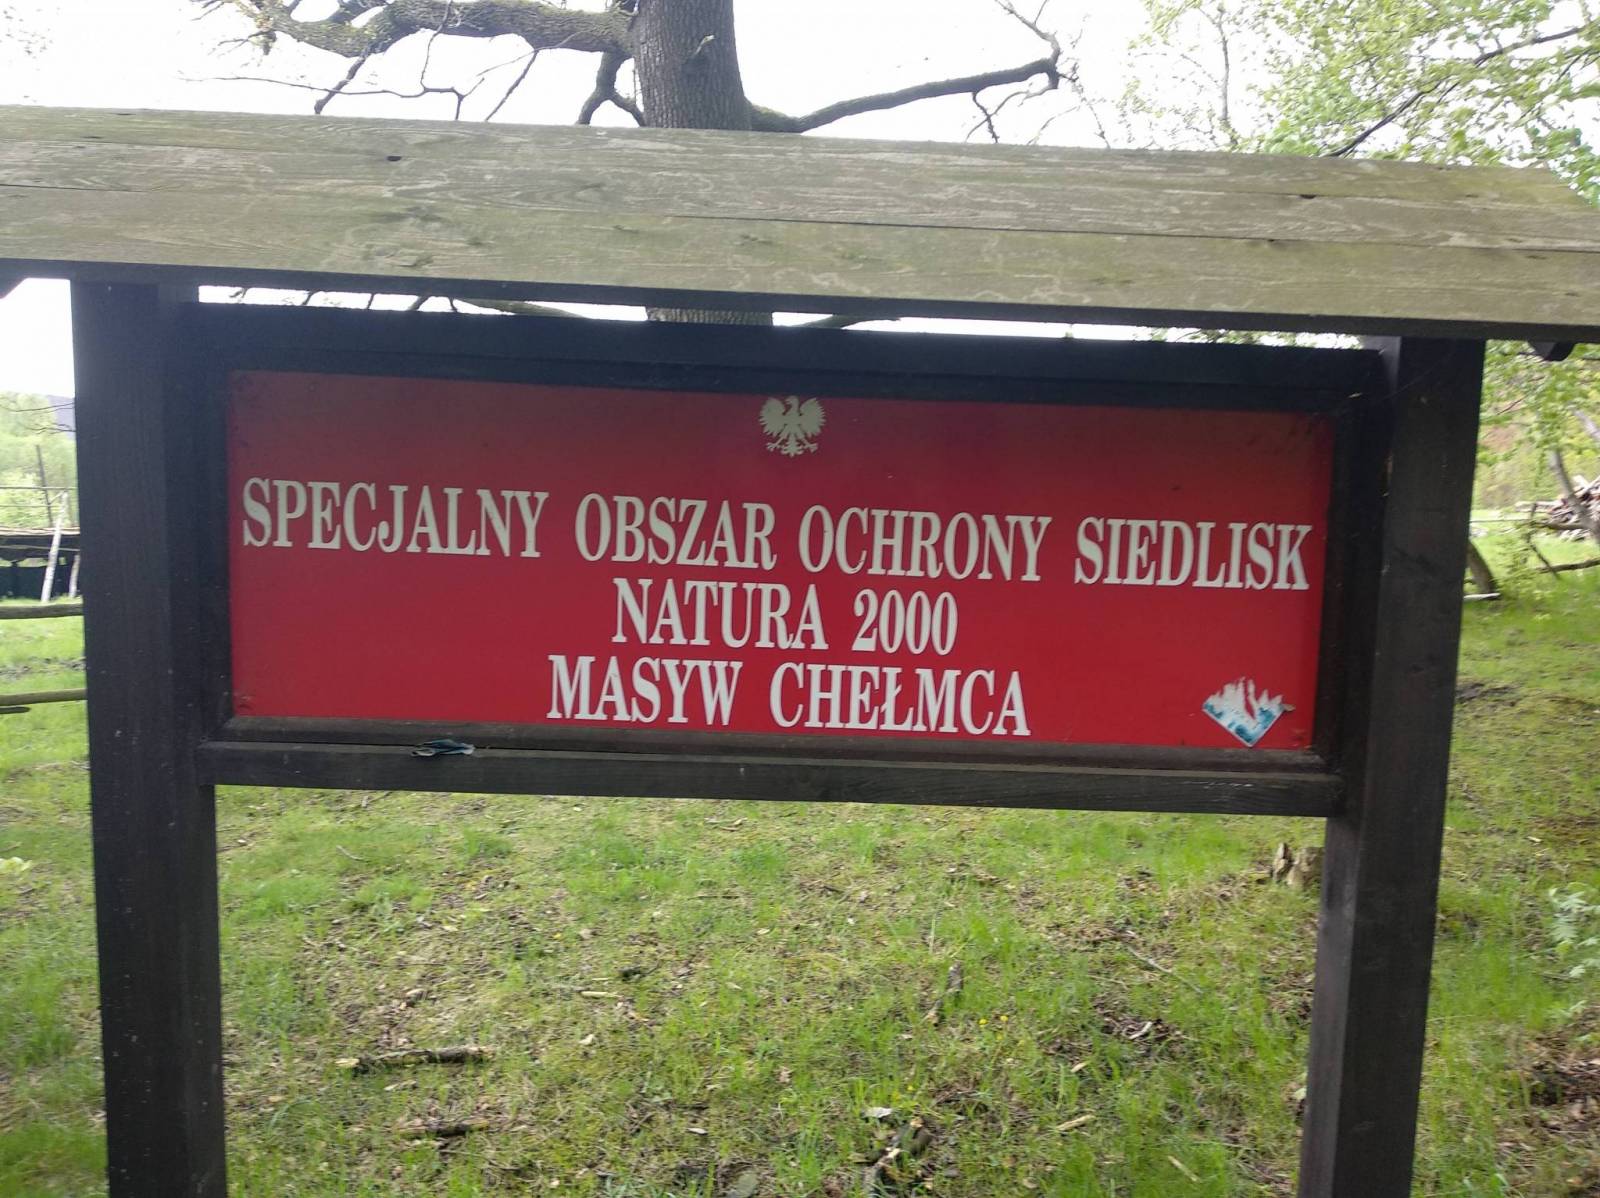 SPECJALNY OBSZAR OCHRONY SIEDLISK
NATURA 2000
MASYW CHEŁMCA